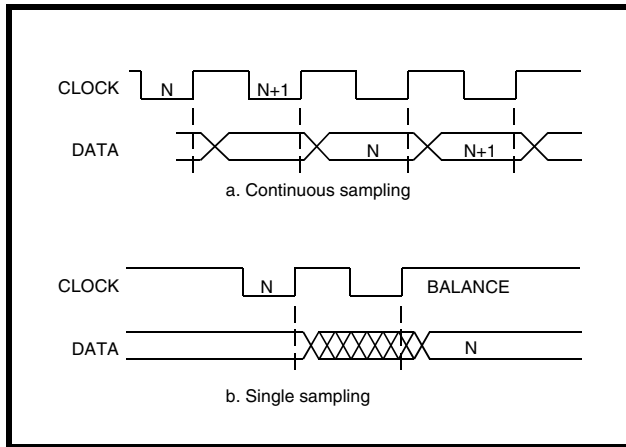 CLOCK N N+1
DATA N N+1
a. Continuous sampling
CLOCK N BALANCE
DATA N
b. Single sampling